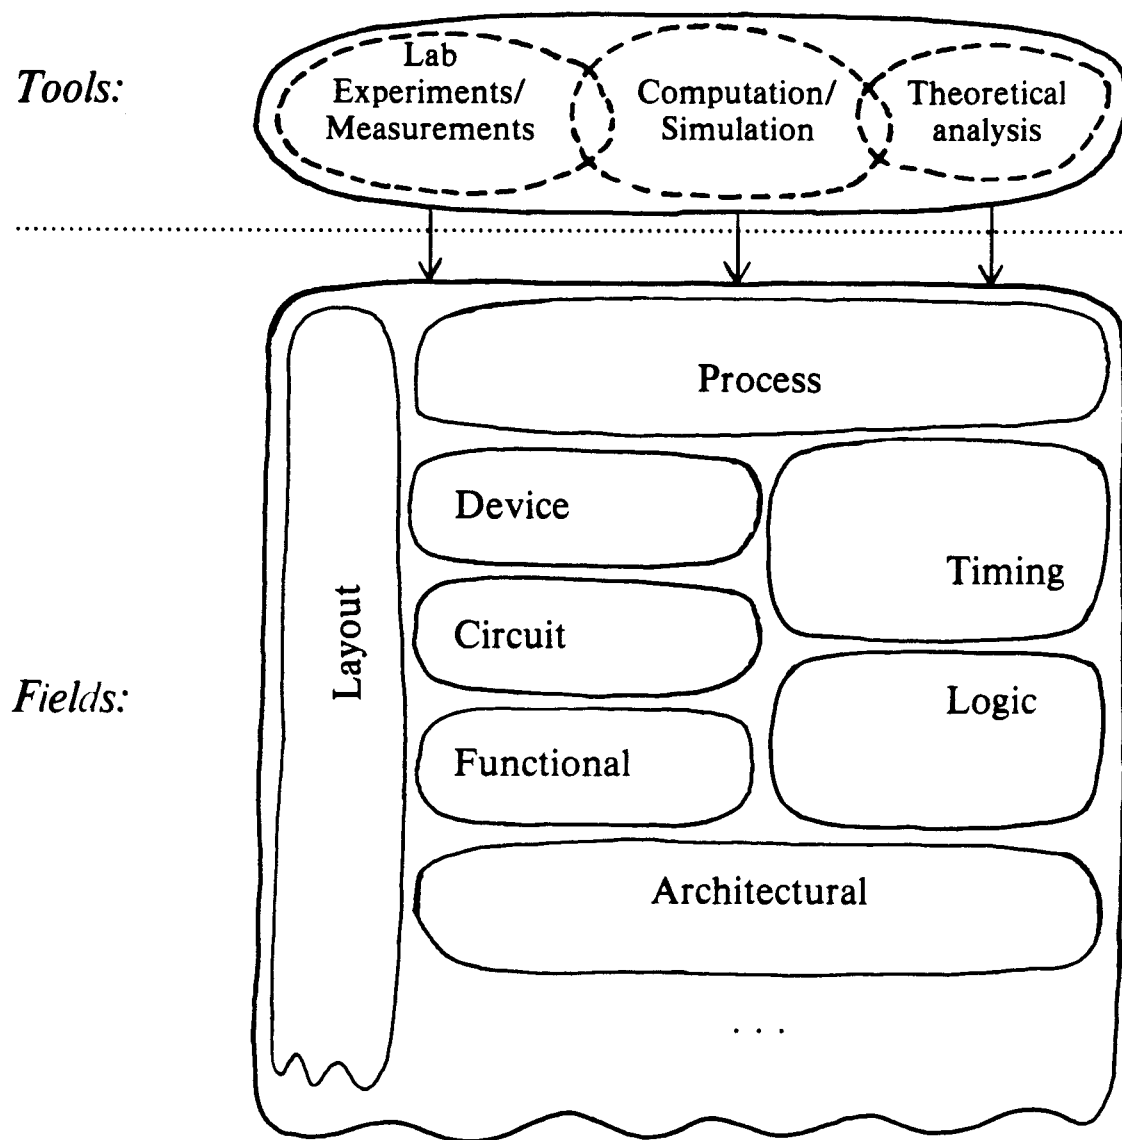 Tools:
Lab
Experiments/
Measurements
Computation/
Simulation
Theoretical
analysis
Fields:
Layout
Process
Device
Timing
Circuit
Logic
Functional
Architectural
. . .